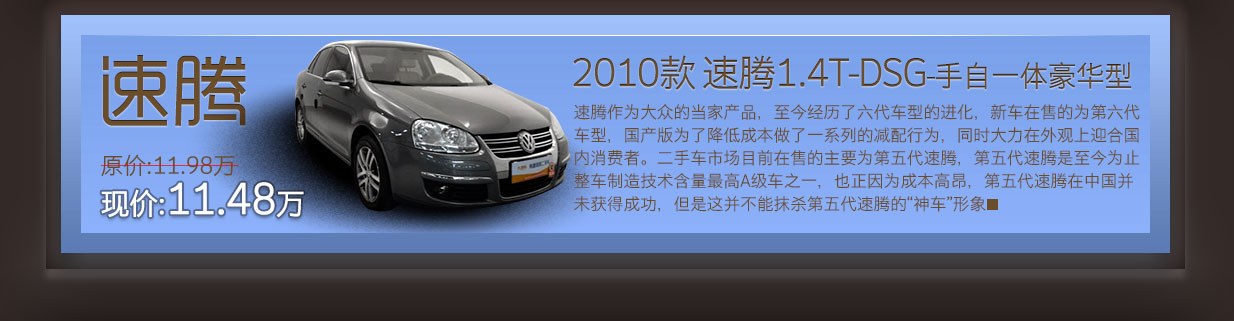 速腾
原价:11.98万
现价:11.48万
2010款 速腾1.4T-DSG-手自一体豪华型
速腾作为大众的当家产品，至今经历了六代车型的进化，新车在售的为第六代
车型，国产版为了降低成本做了一系列的减配行为，同时大力在外观上迎合国
内消费者。二手车市场目前在售的主要为第五代速腾，第五代速腾是至今为止
整车制造技术含量最高A级车之一，也正因为成本高昂，第五代速腾在中国并
未获得成功，但是这并不能抹杀第五代速腾的“神车”形象■